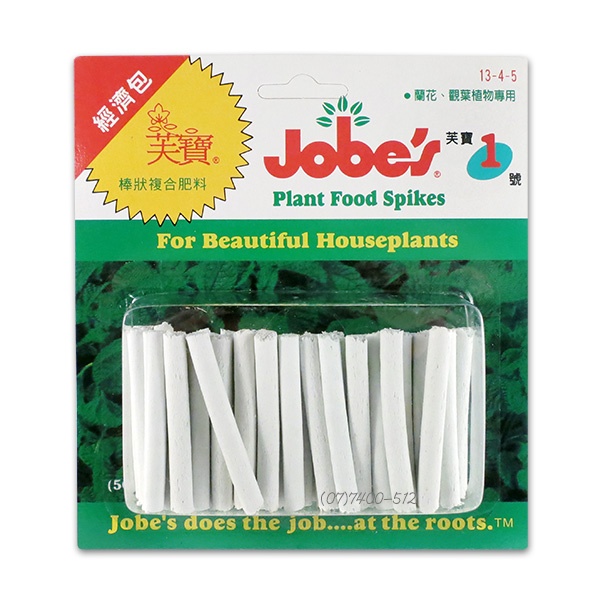 經濟包
芙寶®
棒狀複合肥料
13-4-5
• 蘭花、觀葉植物專用
Jobe's®
芙寶 1 號
Plant Food Spikes
For Beautiful Houseplants
(07)7400-512
Jobe's does the job....at the roots.™